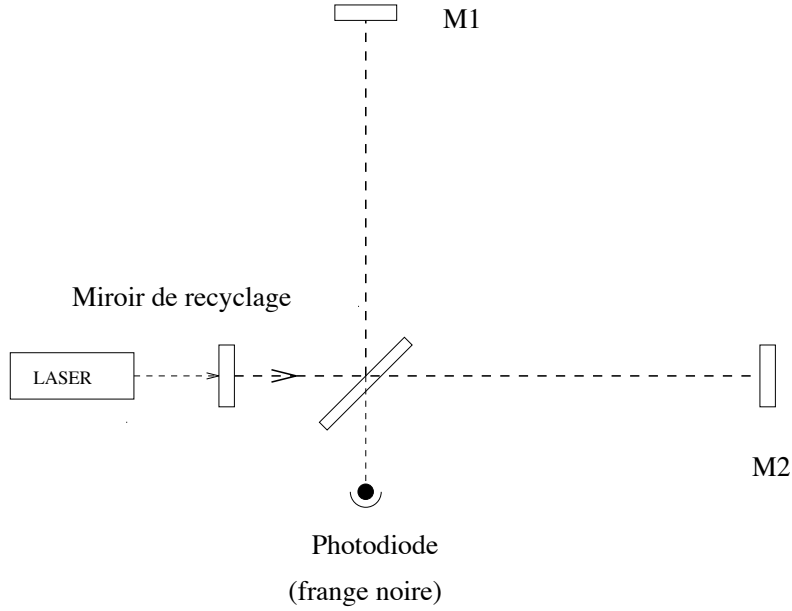 M1
Miroir de recyclage
LASER
M2
Photodiode
(frange noire)